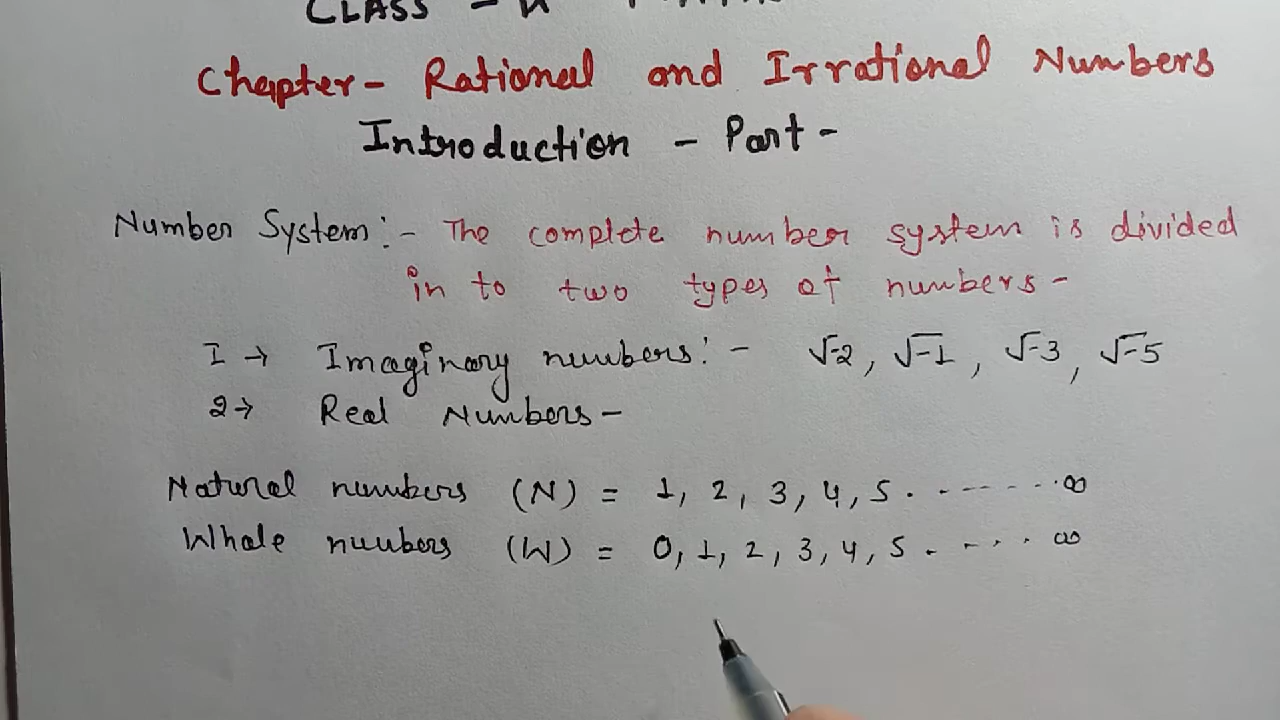 CLASS -
Chapter- Rational and Irrational Numbers
Introduction - Part -
Number System:- The complete number system is divided
in to two types of numbers-
I → Imaginary numbers:- √-2, √-1, √-3, √-5
2→ Real Numbers-
Natural numbers (N) = 1, 2, 3, 4, 5. - - - - - - - ∞
Whole numbers (W) = 0, 1, 2, 3, 4, 5 - - - - - ∞